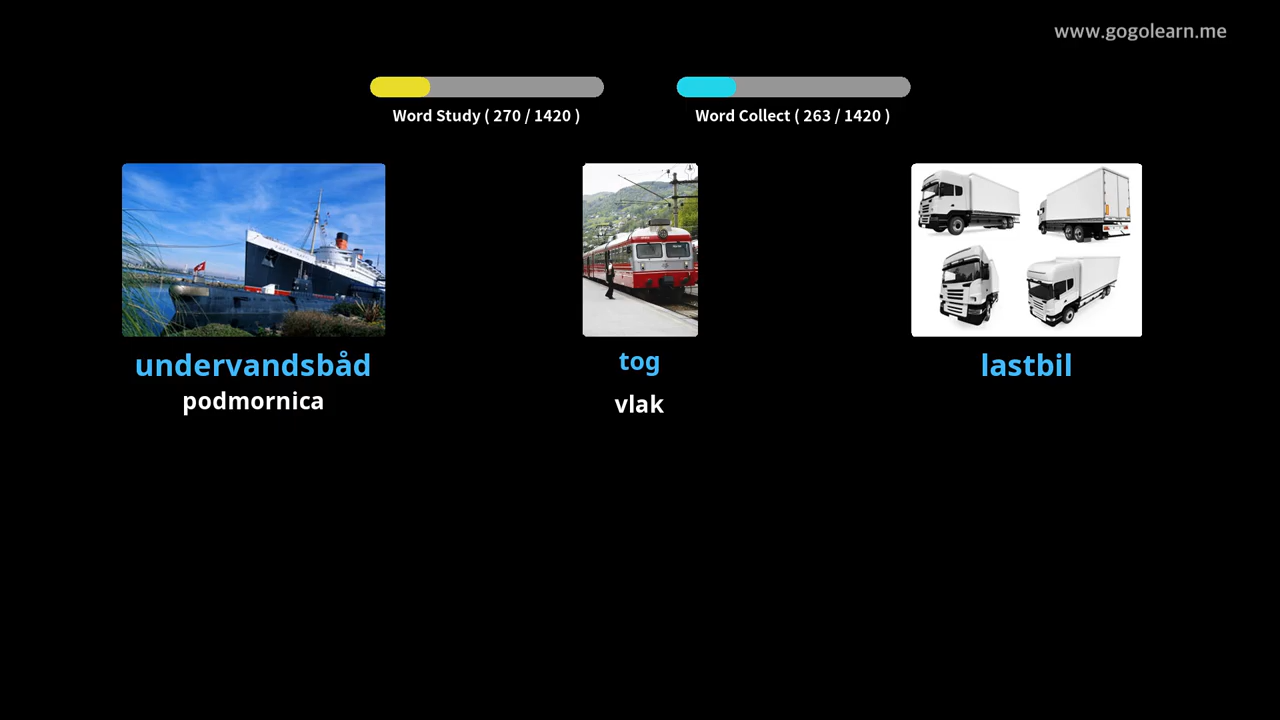 www.gogolearn.me
Word Study ( 270 / 1420 )
Word Collect ( 263 / 1420 )
undervandsbåd
podmornica
tog
vlak
lastbil